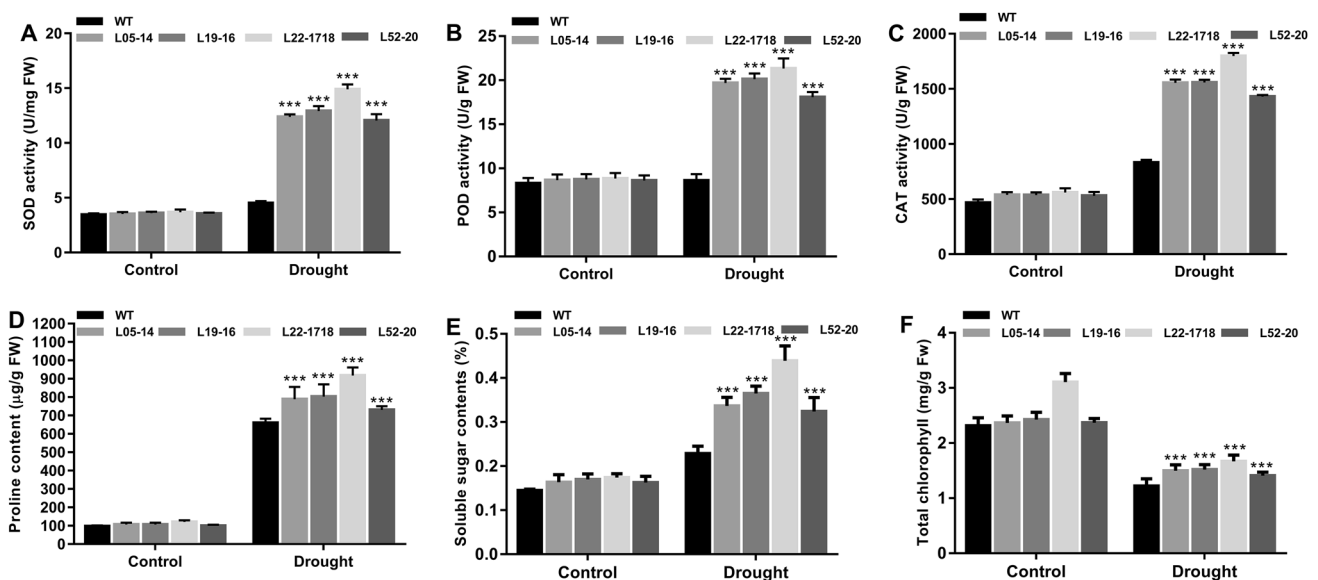 A
WT
L05-14 L19-16 L22-1718 L52-20
SOD activity (U/mg FW)
20
15
10
5
0
*** *** *** ***
Control Drought
B
WT
L05-14 L19-16 L22-1718 L52-20
POD activity (U/g FW)
25
20
15
10
5
0
*** *** *** ***
Control Drought
C
WT
L05-14 L19-16 L22-1718 L52-20
CAT activity (U/g FW)
2000
1500
1000
500
0
*** *** *** ***
Control Drought
D
WT
L05-14 L19-16 L22-1718 L52-20
Proline content (µg/g FW)
1200
1100
1000
900
800
700
600
500
400
300
200
100
0
*** *** *** ***
Control Drought
E
WT
L05-14 L19-16 L22-1718 L52-20
Soluble sugar contents (%)
0.5
0.4
0.3
0.2
0.1
0.0
*** *** *** ***
Control Drought
F
WT
L05-14 L19-16 L22-1718 L52-20
Total chlorophyll (mg/g Fw)
4
3
2
1
0
*** *** *** ***
Control Drought